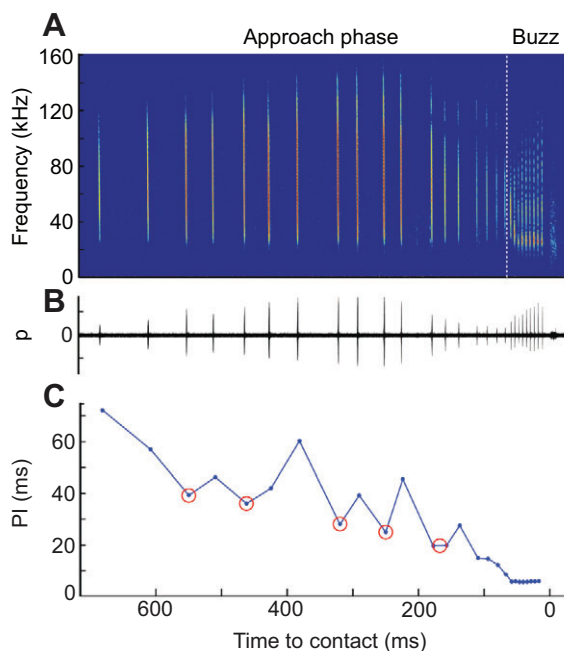 A
Approach phase Buzz
160
120
80
40
0
Frequency (kHz)
B
p
0
C
60
40
20
0
PI (ms)
600 400 200 0
Time to contact (ms)